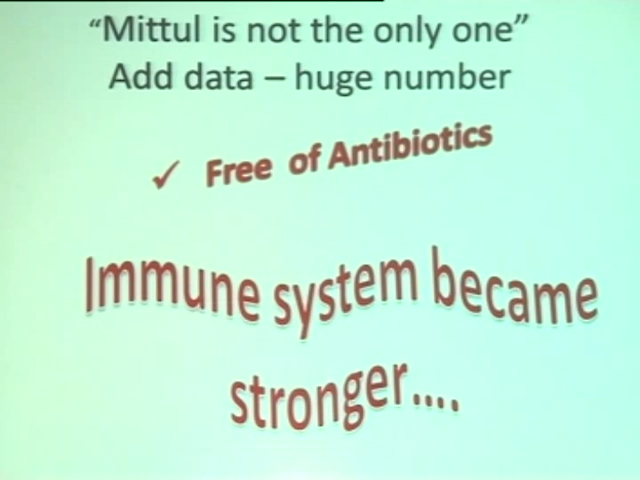 “Mittul is not the only one”
Add data – huge number
✓ Free of Antibiotics
Immune system became
stronger....